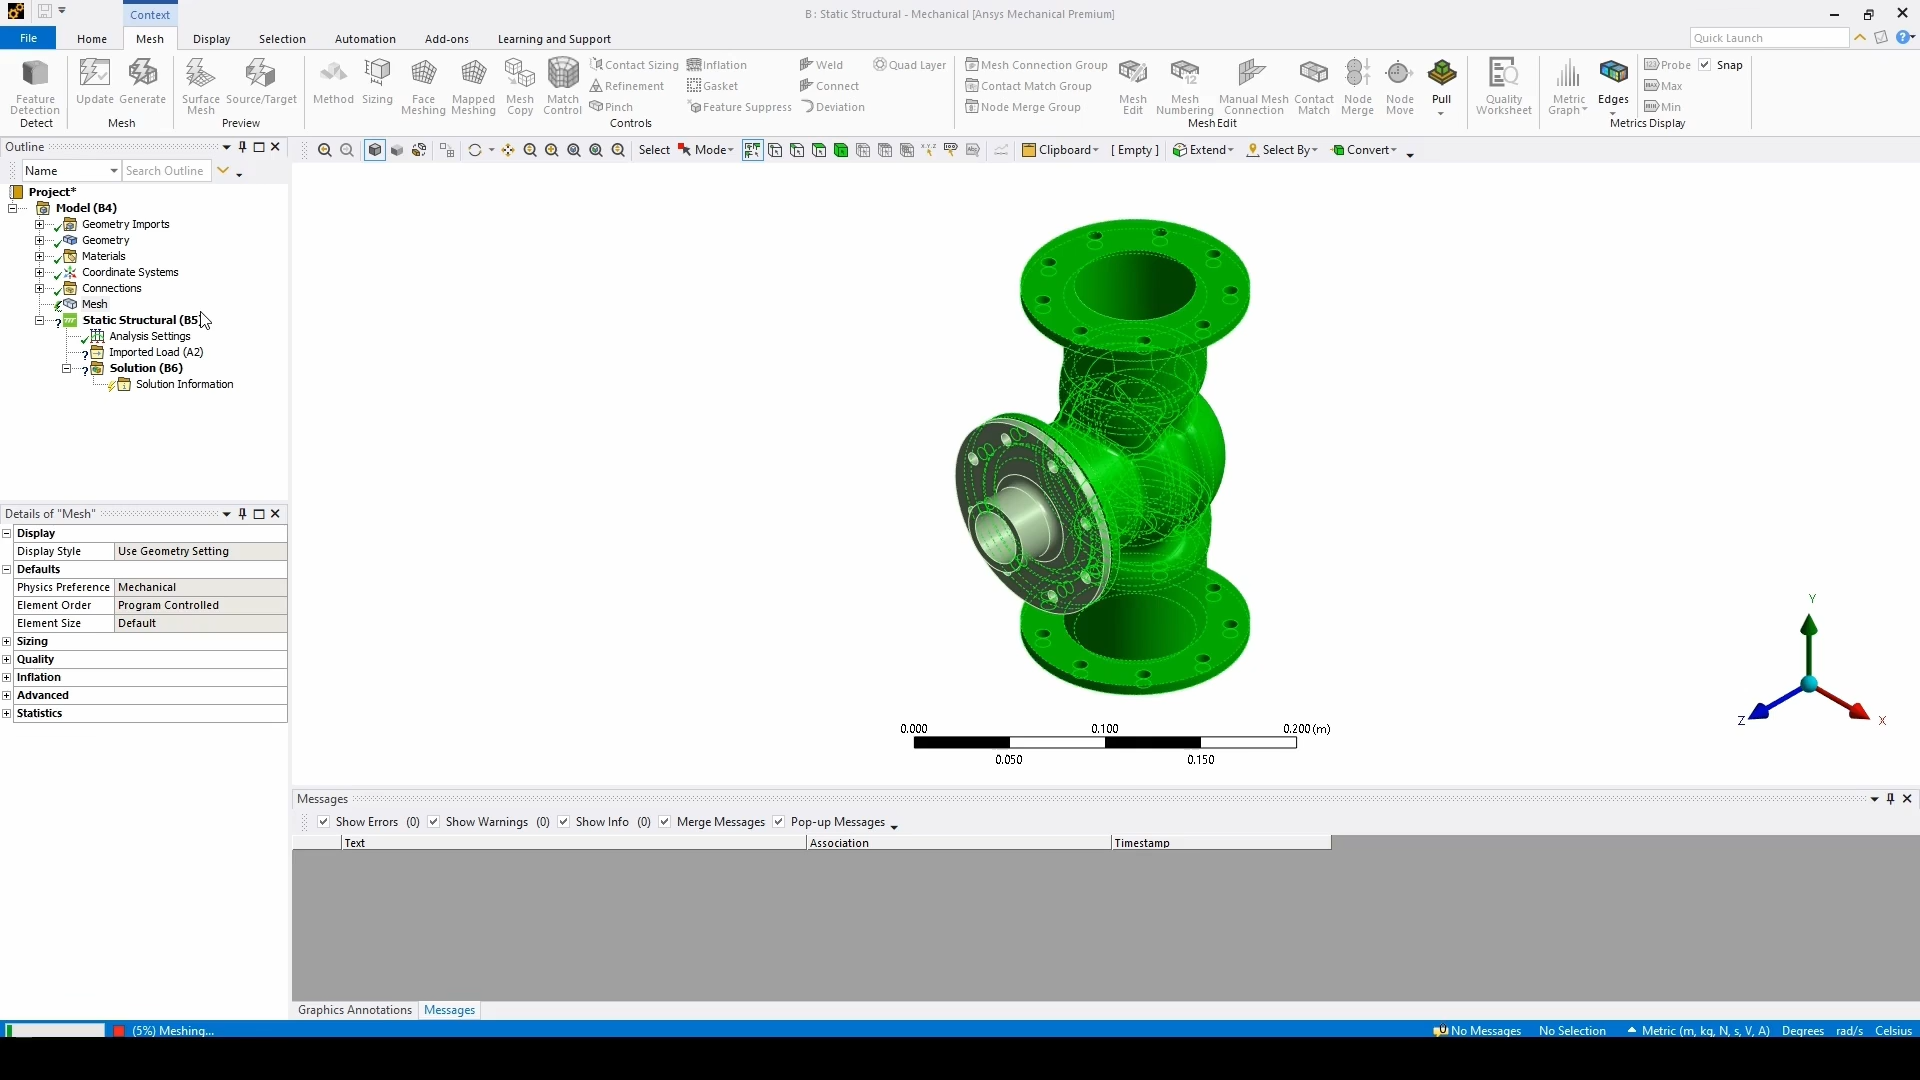 Context
B : Static Structural - Mechanical [Ansys Mechanical Premium]
File Home Mesh Display Selection Automation Add-ons Learning and Support Quick Launch
Feature Detection Update Generate Surface Mesh Source/Target Method Sizing Face Meshing Mapped Meshing Mesh Copy Match Control
Contact Sizing Inflation Weld Quad Layer
Refinement Gasket Connect
Pinch Feature Suppress Deviation
Mesh Connection Group
Contact Match Group
Node Merge Group
Mesh Edit Mesh Numbering Manual Mesh Connection Contact Match Node Merge Node Move Pull Quality Worksheet Metric Graph Edges
Probe Snap
Max
Min
Detect Mesh Preview Controls Mesh Edit Metrics Display
Outline
Name Search Outline
Select Mode Clipboard [ Empty ] Extend Select By Convert
Project*
Model (B4)
Geometry Imports
Geometry
Materials
Coordinate Systems
Connections
Mesh
Static Structural (B5)
Analysis Settings
Imported Load (A2)
Solution (B6)
Solution Information
Details of "Mesh"
Display
Display Style Use Geometry Setting
Defaults
Physics Preference Mechanical
Element Order Program Controlled
Element Size Default
Sizing
Quality
Inflation
Advanced
Statistics
Y
Z X
0.000 0.100 0.200 (m)
0.050 0.150
Messages
Show Errors (0) Show Warnings (0) Show Info (0) Merge Messages Pop-up Messages
Text Association Timestamp
Graphics Annotations Messages
(5%) Meshing... No Messages No Selection Metric (m, kg, N, s, V, A) Degrees rad/s Celsius